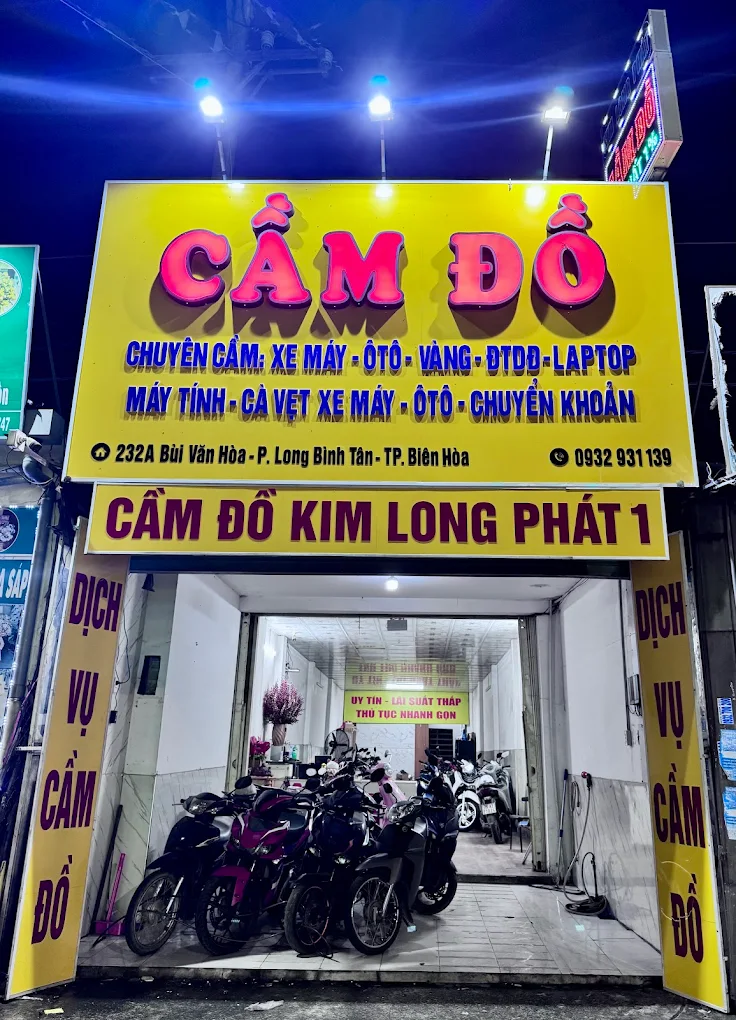 CẦM ĐỒ
CẦM ĐỒ
CHUYÊN CẦM: XE MÁY - ÔTÔ - VÀNG - ĐTDĐ - LAPTOP
MÁY TÍNH - CÀ VẸT XE MÁY - ÔTÔ - CHUYỂN KHOẢN
232A Bùi Văn Hòa - P. Long Bình Tân - TP. Biên Hòa
0932 931 139
CẦM ĐỒ KIM LONG PHÁT 1
DỊCH
VỤ
CẦM
ĐỒ
DỊCH
VỤ
CẦM
ĐỒ
UY TÍN - LÃI SUẤT THẤP
THỦ TỤC NHANH GỌN